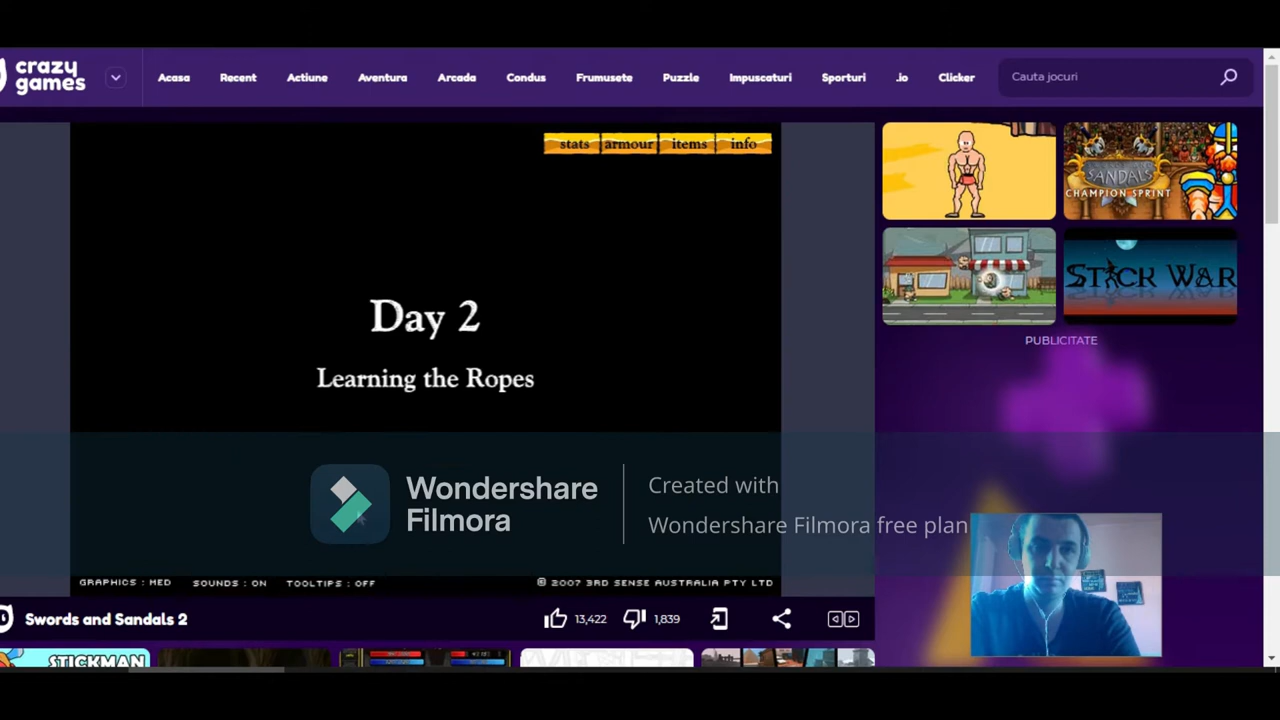 crazy games
Acasa Recent Actiune Aventura Arcada Condus Frumusete Puzzle Impuscaturi Sporturi .io Clicker
Cauta jocuri
stats armour items info
SANDALS
CHAMPION SPRINT
STICK WAR
PUBLICITATE
Day 2
Learning the Ropes
Wondershare Filmora
Created with
Wondershare Filmora free plan
GRAPHICS : MED SOUNDS : ON TOOLTIPS : OFF
© 2007 3RD SENSE AUSTRALIA PTY LTD
Swords and Sandals 2
13,422
1,839
STICKMAN